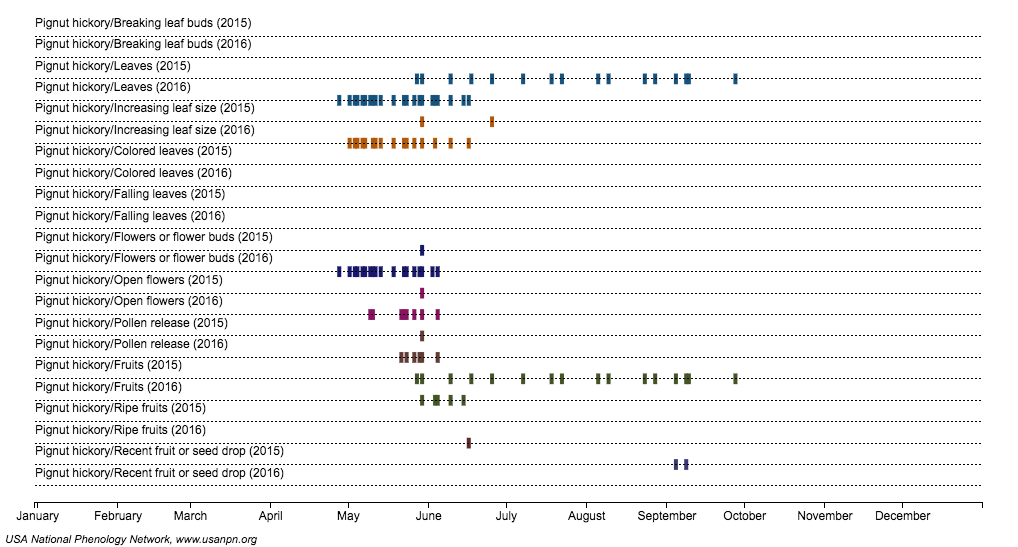 Pignut hickory/Breaking leaf buds (2015)
Pignut hickory/Breaking leaf buds (2016)
Pignut hickory/Leaves (2015)
Pignut hickory/Leaves (2016)
Pignut hickory/Increasing leaf size (2015)
Pignut hickory/Increasing leaf size (2016)
Pignut hickory/Colored leaves (2015)
Pignut hickory/Colored leaves (2016)
Pignut hickory/Falling leaves (2015)
Pignut hickory/Falling leaves (2016)
Pignut hickory/Flowers or flower buds (2015)
Pignut hickory/Flowers or flower buds (2016)
Pignut hickory/Open flowers (2015)
Pignut hickory/Open flowers (2016)
Pignut hickory/Pollen release (2015)
Pignut hickory/Pollen release (2016)
Pignut hickory/Fruits (2015)
Pignut hickory/Fruits (2016)
Pignut hickory/Ripe fruits (2015)
Pignut hickory/Ripe fruits (2016)
Pignut hickory/Recent fruit or seed drop (2015)
Pignut hickory/Recent fruit or seed drop (2016)
January February March April May June July August September October November December
USA National Phenology Network, www.usanpn.org